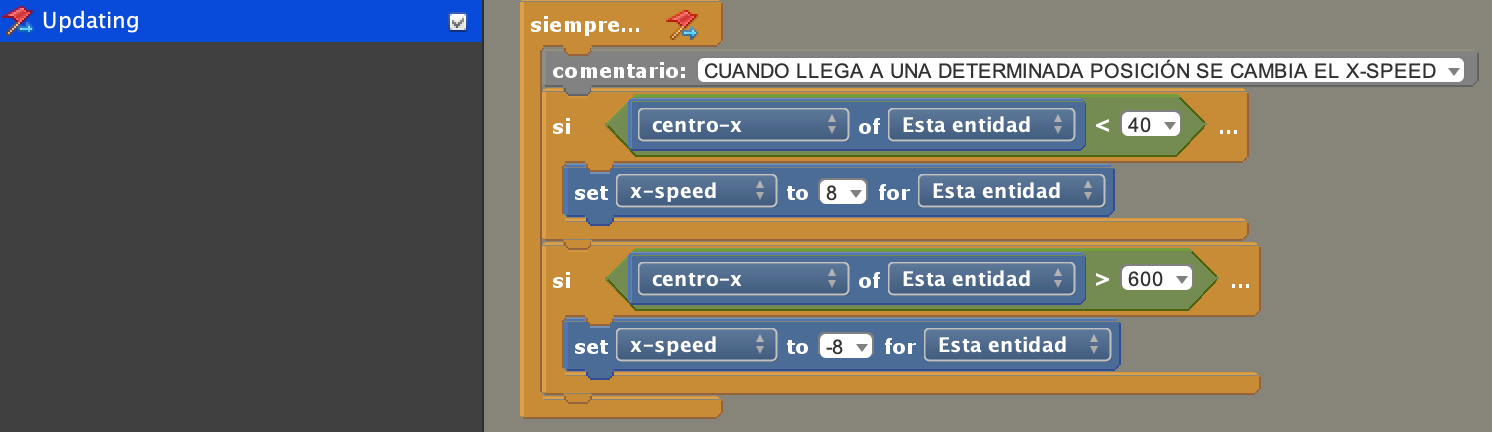 Updating
siempre...
comentario: CUANDO LLEGA A UNA DETERMINADA POSICIÓN SE CAMBIA EL X-SPEED
si centro-x of Esta entidad < 40 ...
set x-speed to 8 for Esta entidad
si centro-x of Esta entidad > 600 ...
set x-speed to -8 for Esta entidad